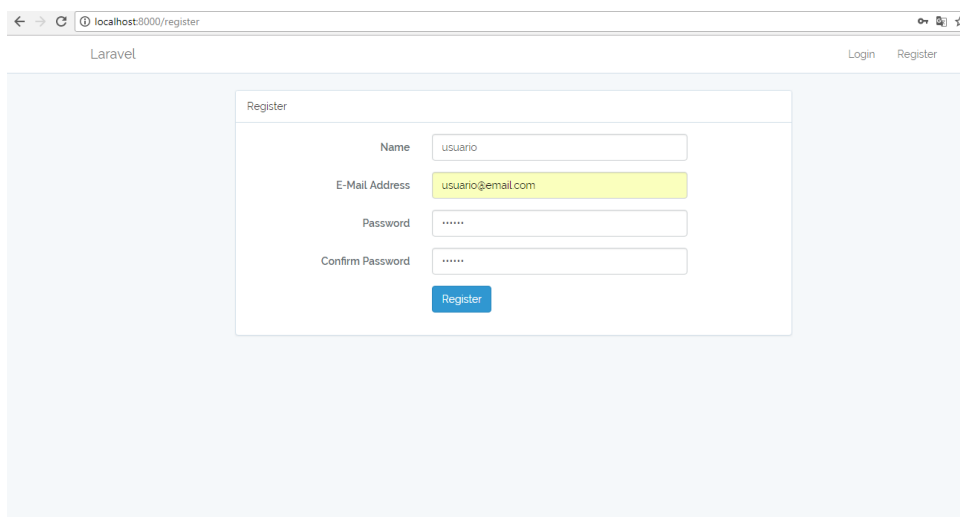 localhost:8000/register
Laravel Login Register
Register
Name usuario
E-Mail Address usuario@email.com
Password ••••••
Confirm Password ••••••
Register